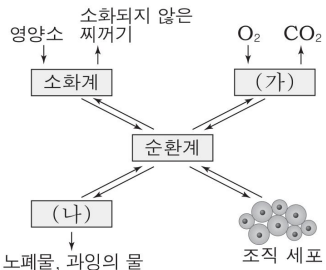 영양소
소화되지 않은
찌꺼기
O₂
CO₂
소화계
(가)
순환계
(나)
노폐물, 과잉의 물
조직 세포